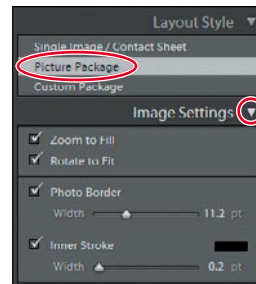 Layout Style
Single Image / Contact Sheet
Picture Package
Custom Package
Image Settings
Zoom to Fill
Rotate to Fit
Photo Border
Width 11.2 pt
Inner Stroke
Width 0.2 pt